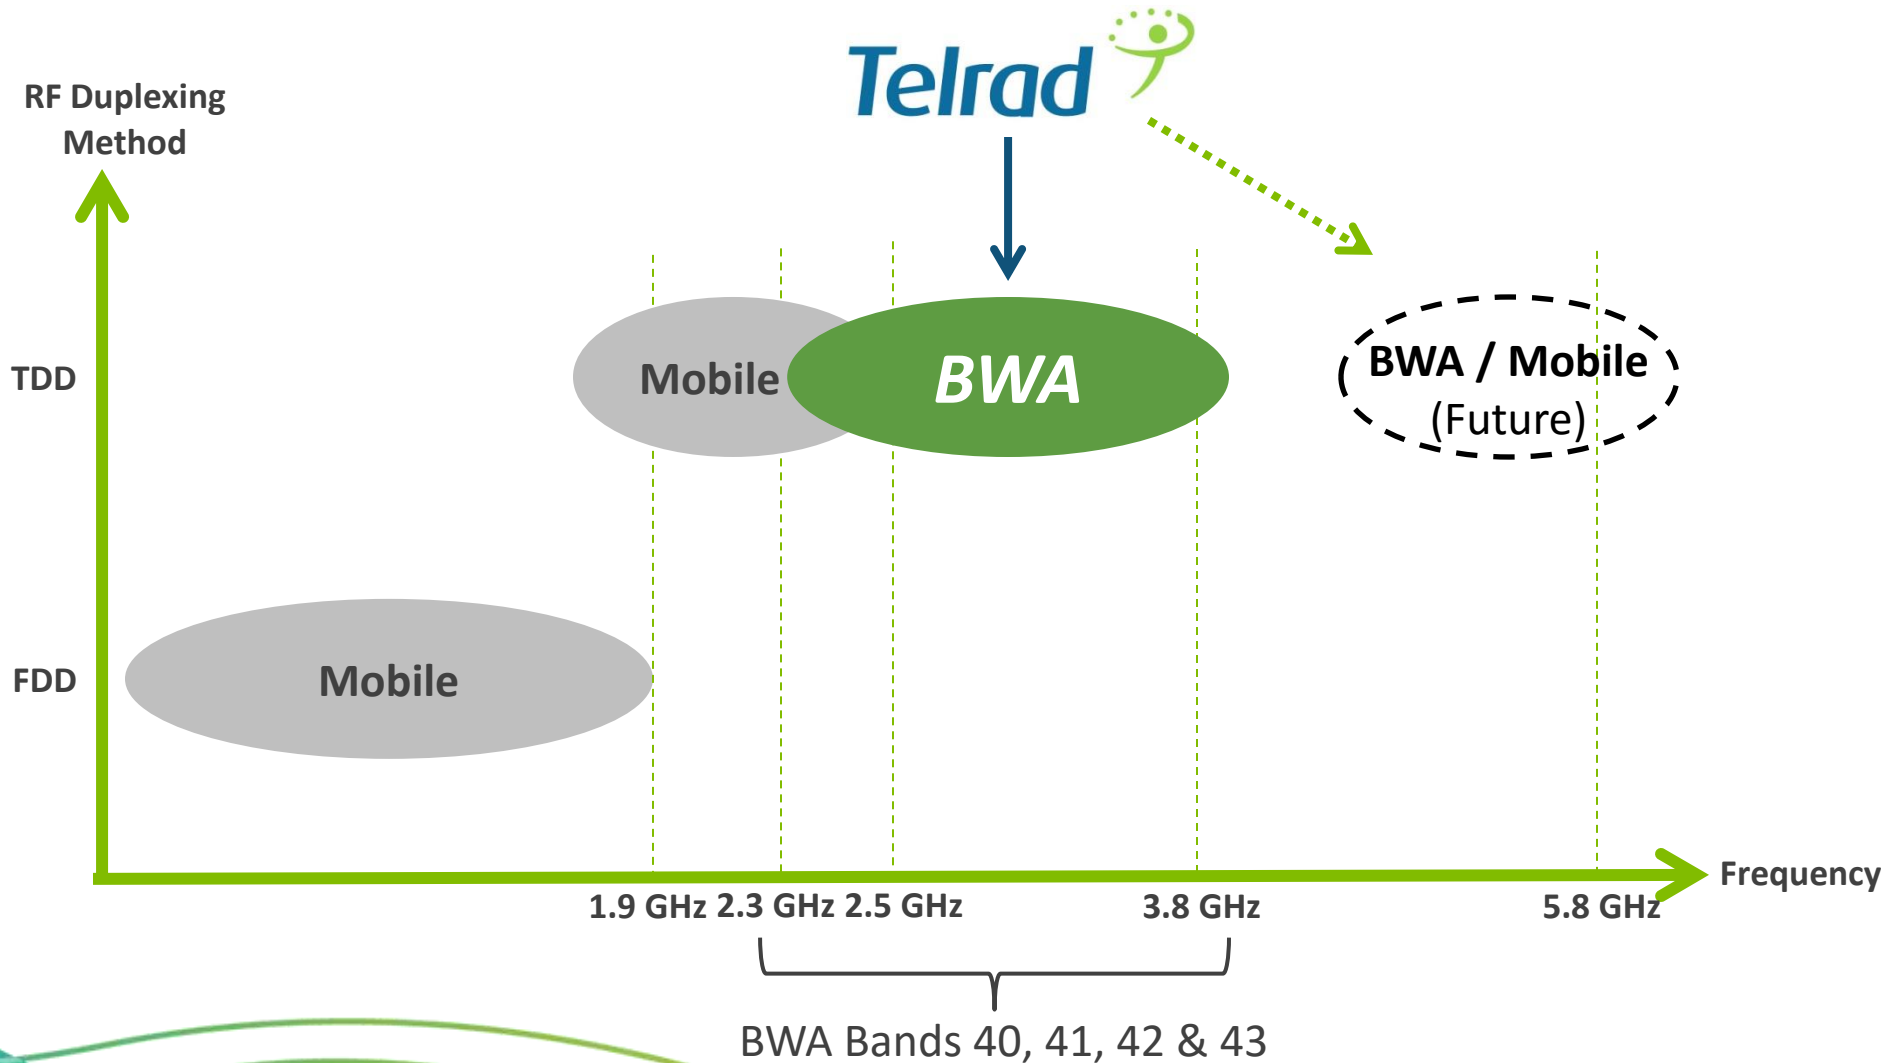 Telrad
RF Duplexing
Method
TDD
Mobile
BWA
BWA / Mobile
(Future)
FDD
Mobile
Frequency
1.9 GHz 2.3 GHz 2.5 GHz 3.8 GHz 5.8 GHz
BWA Bands 40, 41, 42 & 43